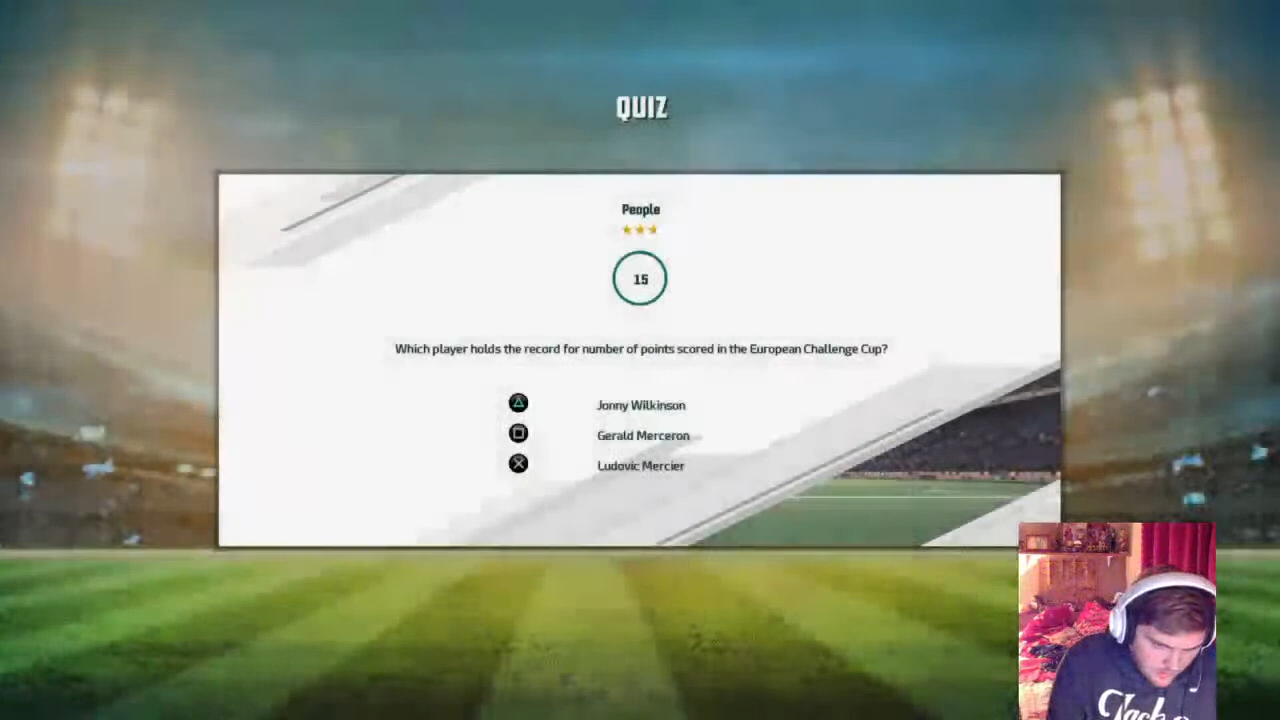 QUIZ
People
15
Which player holds the record for number of points scored in the European Challenge Cup?
Jonny Wilkinson
Gerald Merceron
Ludovic Mercier